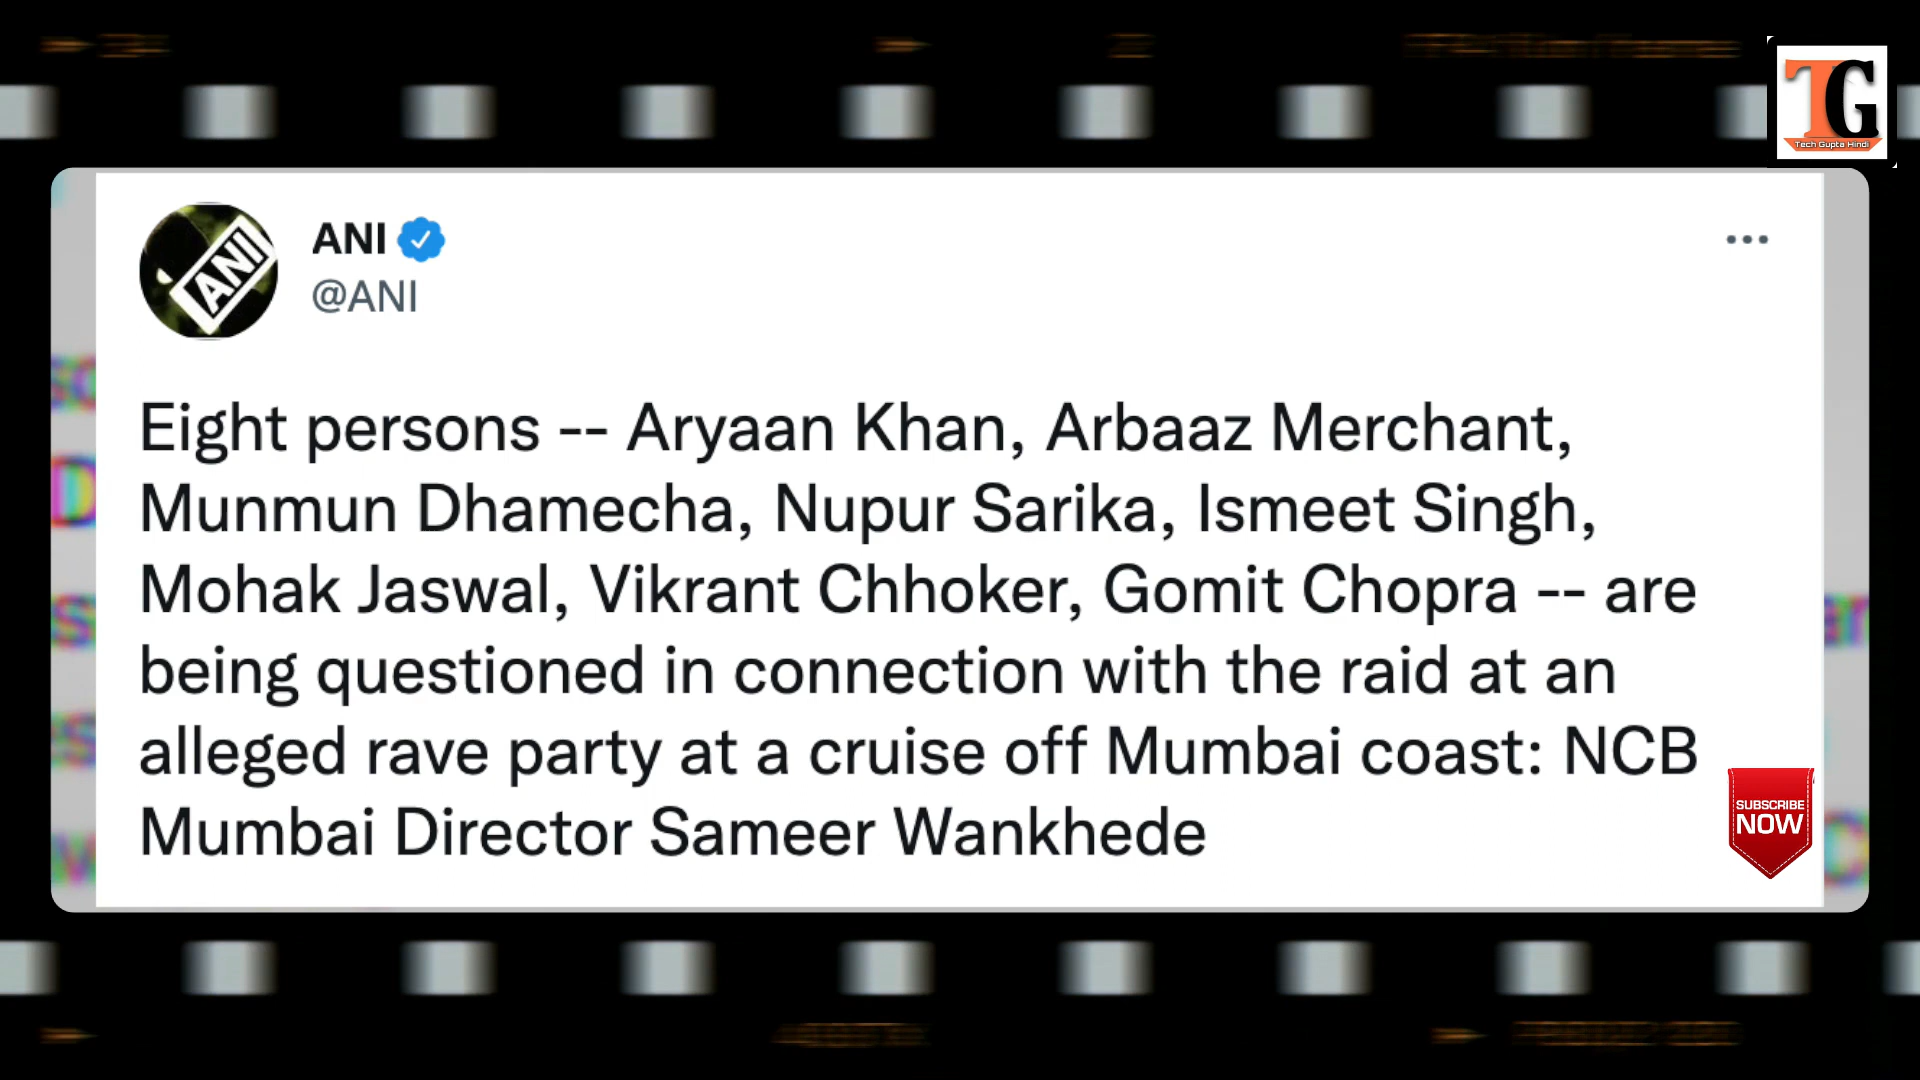 TG
Tech Gupta Hindi
ANI
ANI
@ANI
Eight persons -- Aryaan Khan, Arbaaz Merchant,
Munmun Dhamecha, Nupur Sarika, Ismeet Singh,
Mohak Jaswal, Vikrant Chhoker, Gomit Chopra -- are
being questioned in connection with the raid at an
alleged rave party at a cruise off Mumbai coast: NCB
Mumbai Director Sameer Wankhede
SUBSCRIBE
NOW